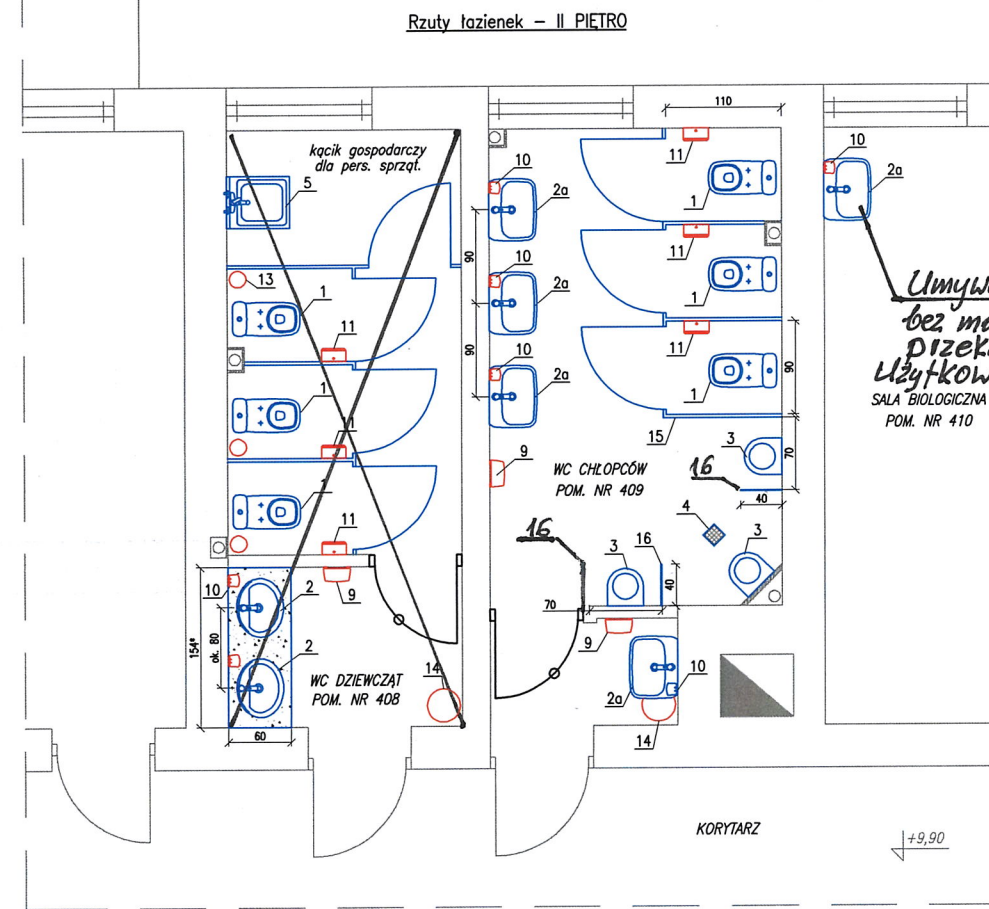 Rzuty łazienek – II PIĘTRO
kącik gospodarczy
dla pers. sprząt.
5
13
1
11
1
11
1
11
9
10
2
2
154*
ok. 80
60
WC DZIEWCZĄT
POM. NR 408
14
110
10
2a
11
1
90
10
2a
11
1
90
10
2a
11
1
90
15
3
70
9
WC CHŁOPCÓW
POM. NR 409
16
40
4
16
3
16
3
40
70
9
10
2a
14
10
2a
bez
SALA BIOLOGICZNA
POM. NR 410
KORYTARZ
+9,90